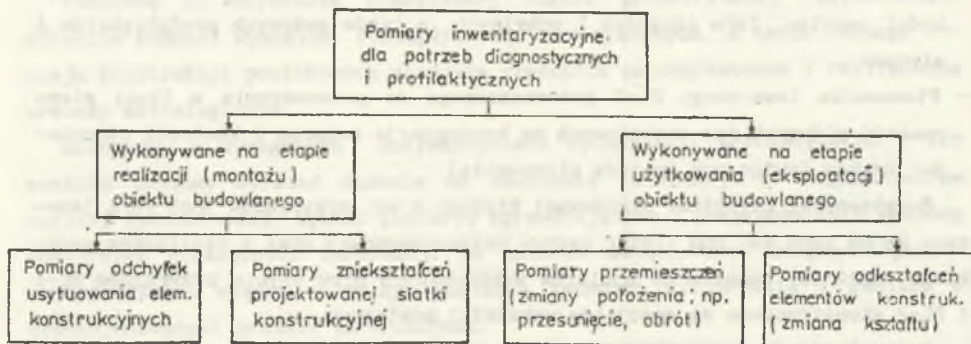 Pomiary inwentaryzacyjne
dla potrzeb diagnostycznych
i profilaktycznych
Wykonywane na etapie
realizacji (montażu)
obiektu budowlanego
Wykonywane na etapie
użytkowania (eksploatacji)
obiektu budowlanego
Pomiary odchyłek
usytuowania elem.
konstrukcyjnych
Pomiary zniekształceń
projektowanej siatki
konstrukcyjnej
Pomiary przemieszczeń
(zmiany położenia; np.
przesunięcie, obrót)
Pomiary odkształceń
elementów konstruk.
(zmiana kształtu)